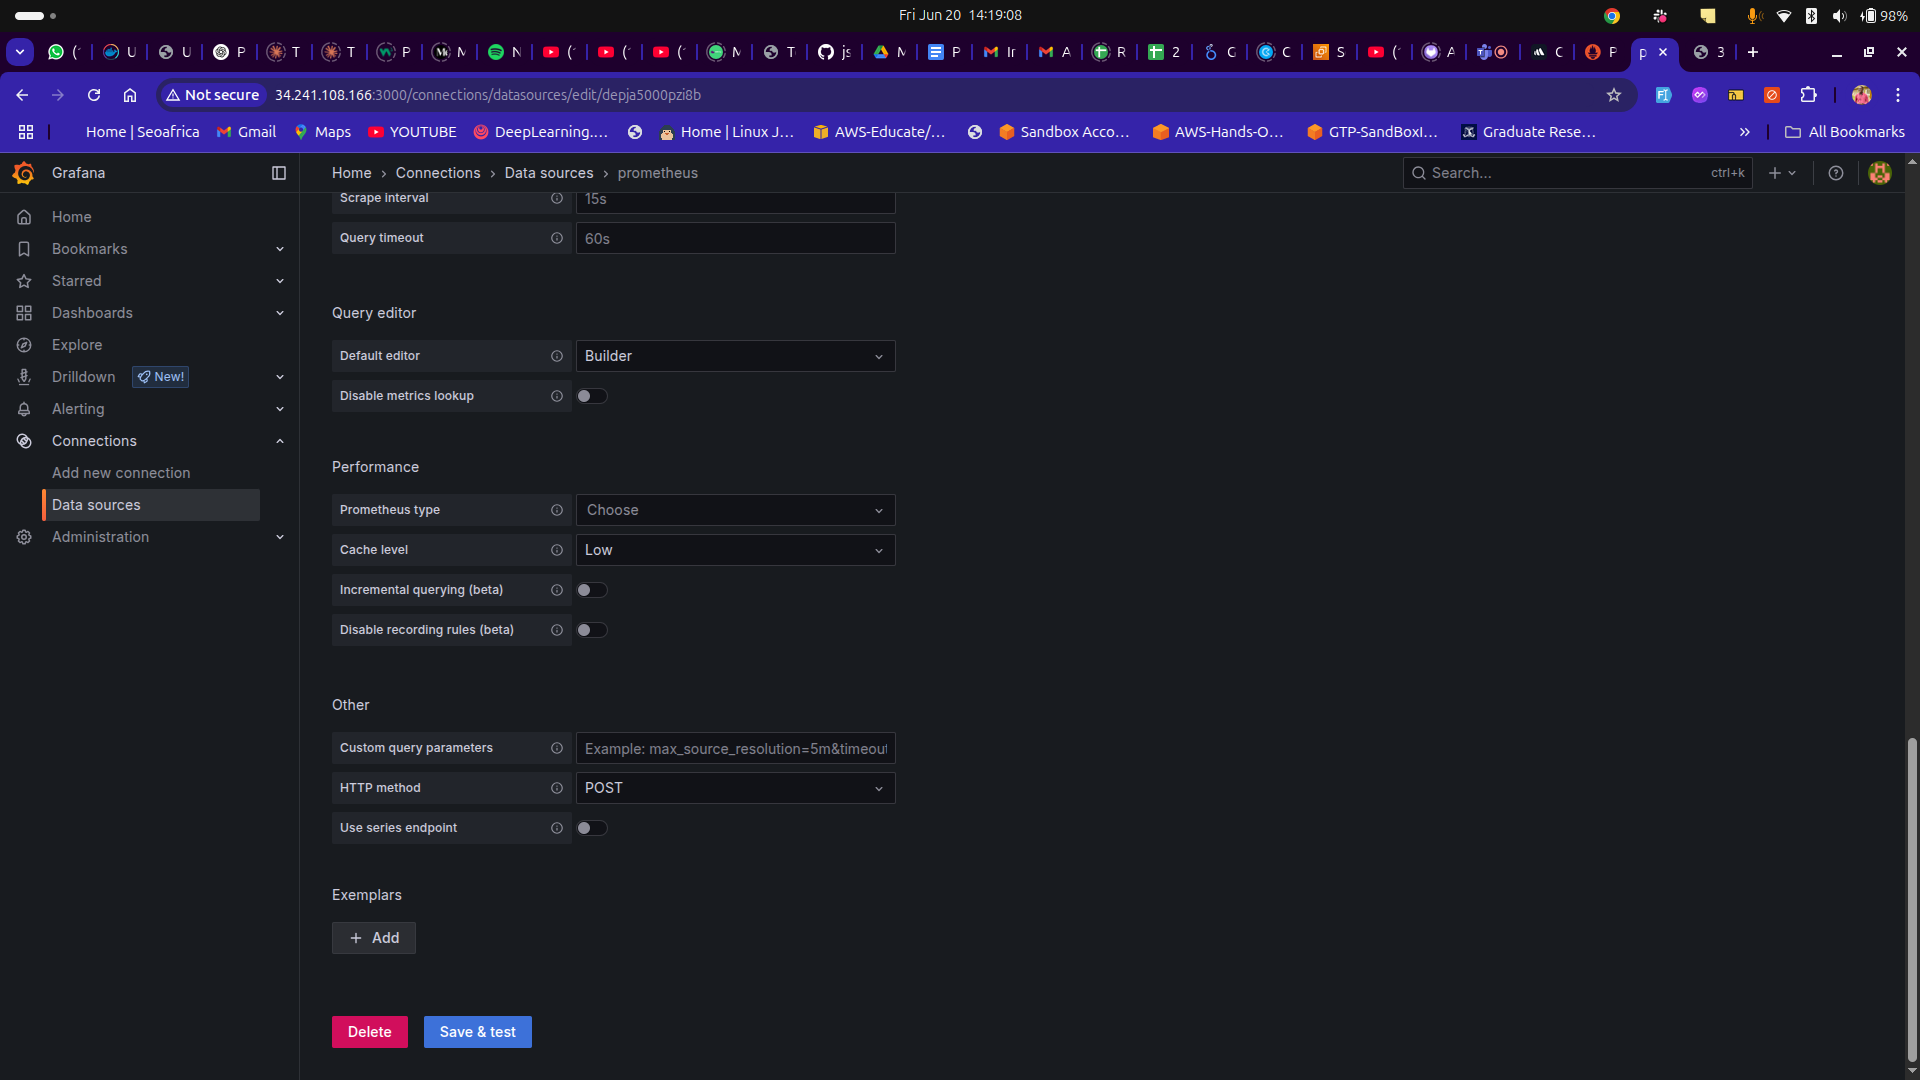 Fri Jun 20 14:19:08
98%
Not secure
34.241.108.166:3000/connections/datasources/edit/depja5000pzi8b
Home | Seoafrica
Gmail
Maps
YOUTUBE
DeepLearning....
Home | Linux J...
AWS-Educate/...
Sandbox Acco...
AWS-Hands-O...
GTP-SandBoxI...
Graduate Rese...
All Bookmarks
Grafana
Home
Connections
Data sources
prometheus
Search...
ctrl+k
Home
Bookmarks
Starred
Dashboards
Explore
Drilldown
New!
Alerting
Connections
Add new connection
Data sources
Administration
Scrape interval
15s
Query timeout
60s
Query editor
Default editor
Builder
Disable metrics lookup
Performance
Prometheus type
Choose
Cache level
Low
Incremental querying (beta)
Disable recording rules (beta)
Other
Custom query parameters
Example: max_source_resolution=5m&timeout
HTTP method
POST
Use series endpoint
Exemplars
Add
Delete
Save & test